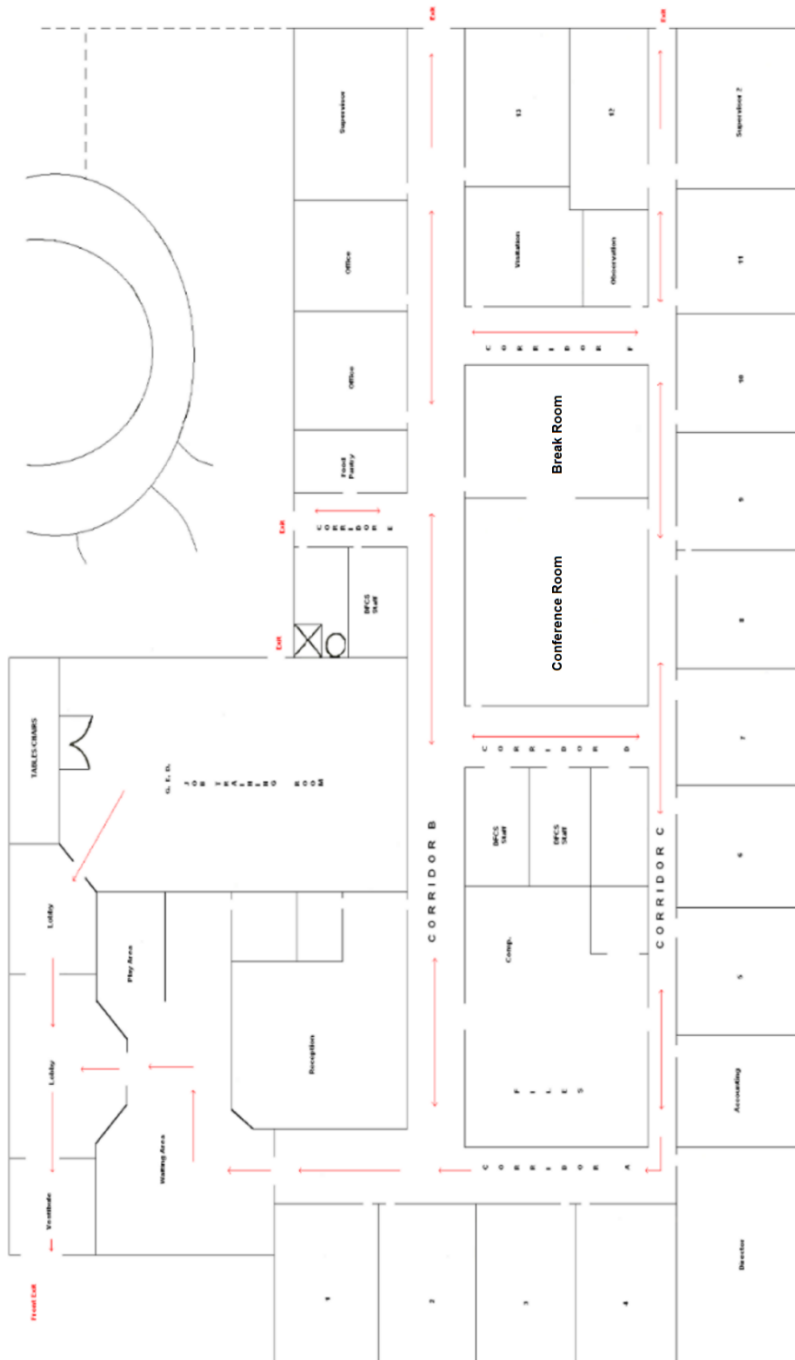 Exit
Exit
Supervisor
13
12
Supervisor 2
Visitation
Observation
11
Office
Office
CORRIDOR F
10
Food
Pantry
Break Room
9
Exit
CORRIDOR E
DFCS
Staff
Conference Room
8
Exit
TABLES/CHAIRS
G. E. D.
JOB TRAINING ROOM
CORRIDOR D
7
DFCS
Staff
DFCS
Staff
CORRIDOR B
CORRIDOR C
6
Lobby
Play Area
Comp.
5
Lobby
Reception
FILES
Accounting
Waiting Area
CORRIDOR A
Vestibule
Director
Front Exit
1
2
3
4